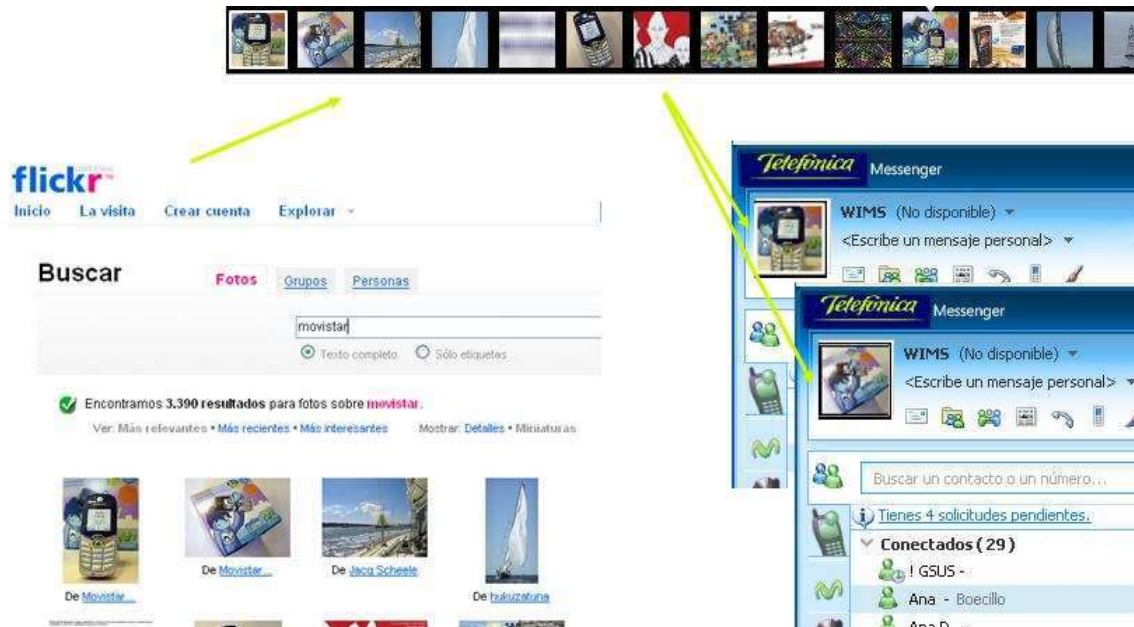 flickr
Inicio La visita Crear cuenta Explorar
Buscar Fotos Grupos Personas
movistar
Texto completo Sólo etiquetas
Encontramos 3.390 resultados para fotos sobre movistar.
Ver: Más relevantes • Más recientes • Más interesantes Mostrar: Detalles • Miniaturas
De Movistar...
De Movistar...
De Jacq Scheele
De hukuzatuna
Telefónica Messenger
WIMS (No disponible)
<Escribe un mensaje personal>
Telefónica Messenger
WIMS (No disponible)
<Escribe un mensaje personal>
Buscar un contacto o un número...
Tienes 4 solicitudes pendientes.
Conectados ( 29 )
! GSUS -
Ana - Boecillo